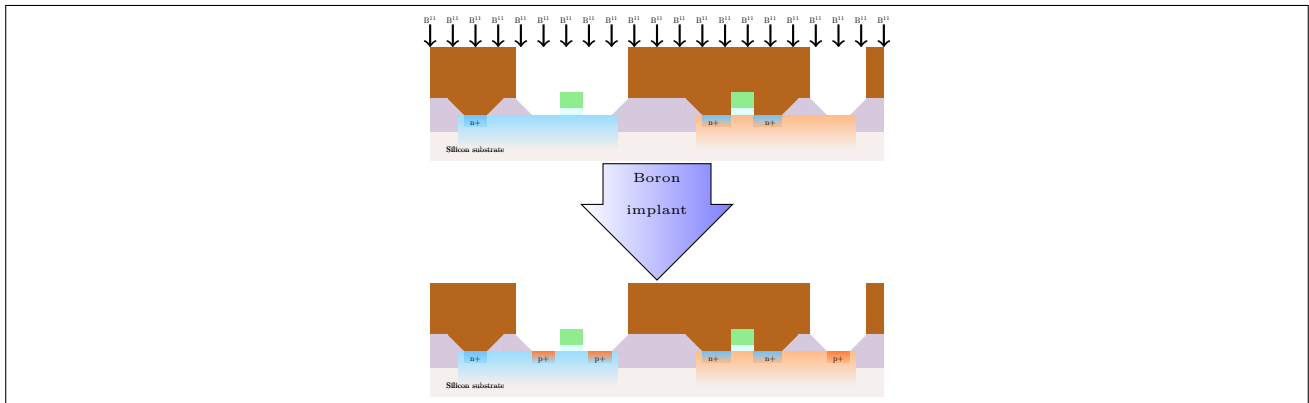 B¹¹ B¹¹ B¹¹ B¹¹ B¹¹ B¹¹ B¹¹ B¹¹ B¹¹ B¹¹ B¹¹ B¹¹ B¹¹ B¹¹ B¹¹ B¹¹ B¹¹ B¹¹ B¹¹ B¹¹ B¹¹
n+ n+ n+
Silicon substrate
Boron
implant
n+ p+ p+ n+ n+ p+
Silicon substrate